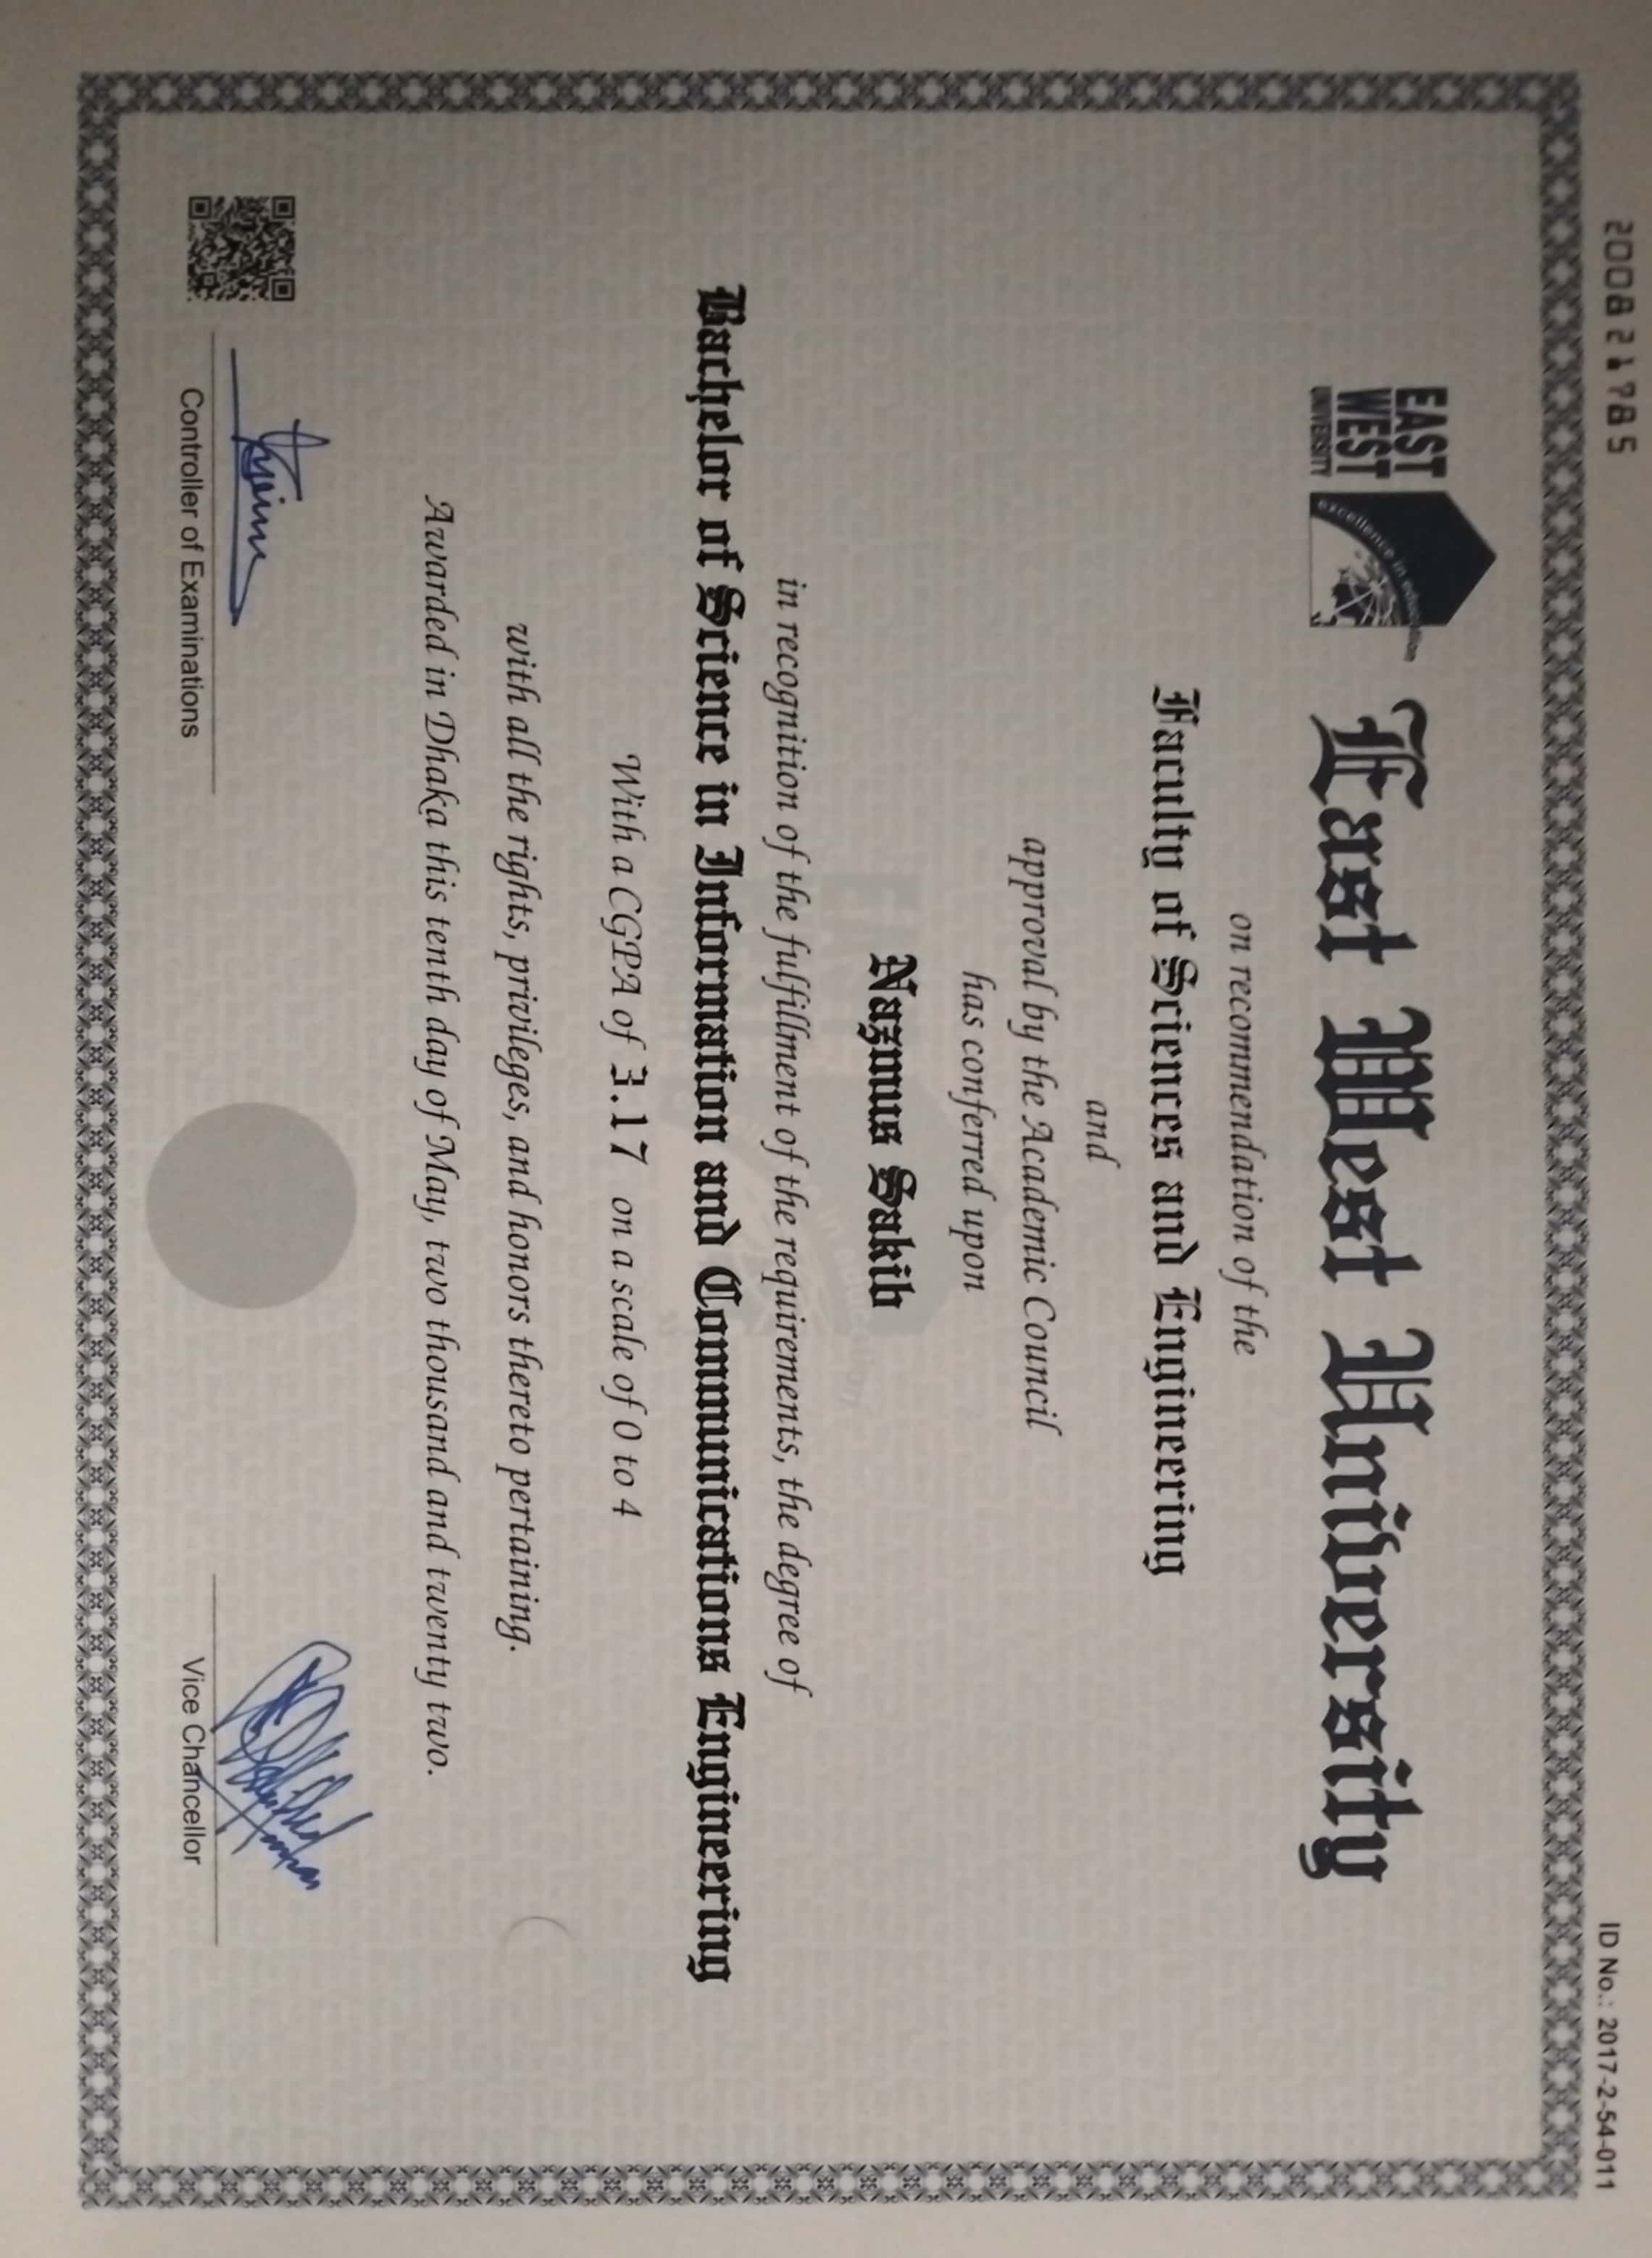 200821785
ID No.: 2017-2-54-011
EAST
WEST
UNIVERSITY
excellence in education
East West University
on recommendation of the
Faculty of Sciences and Engineering
and
approval by the Academic Council
has conferred upon
Nazmus Sakib
in recognition of the fulfillment of the requirements, the degree of
Bachelor of Science in Information and Communications Engineering
With a CGPA of 3.17 on a scale of 0 to 4
with all the rights, privileges, and honors thereto pertaining.
Awarded in Dhaka this tenth day of May, two thousand and twenty two.
Controller of Examinations
Vice Chancellor